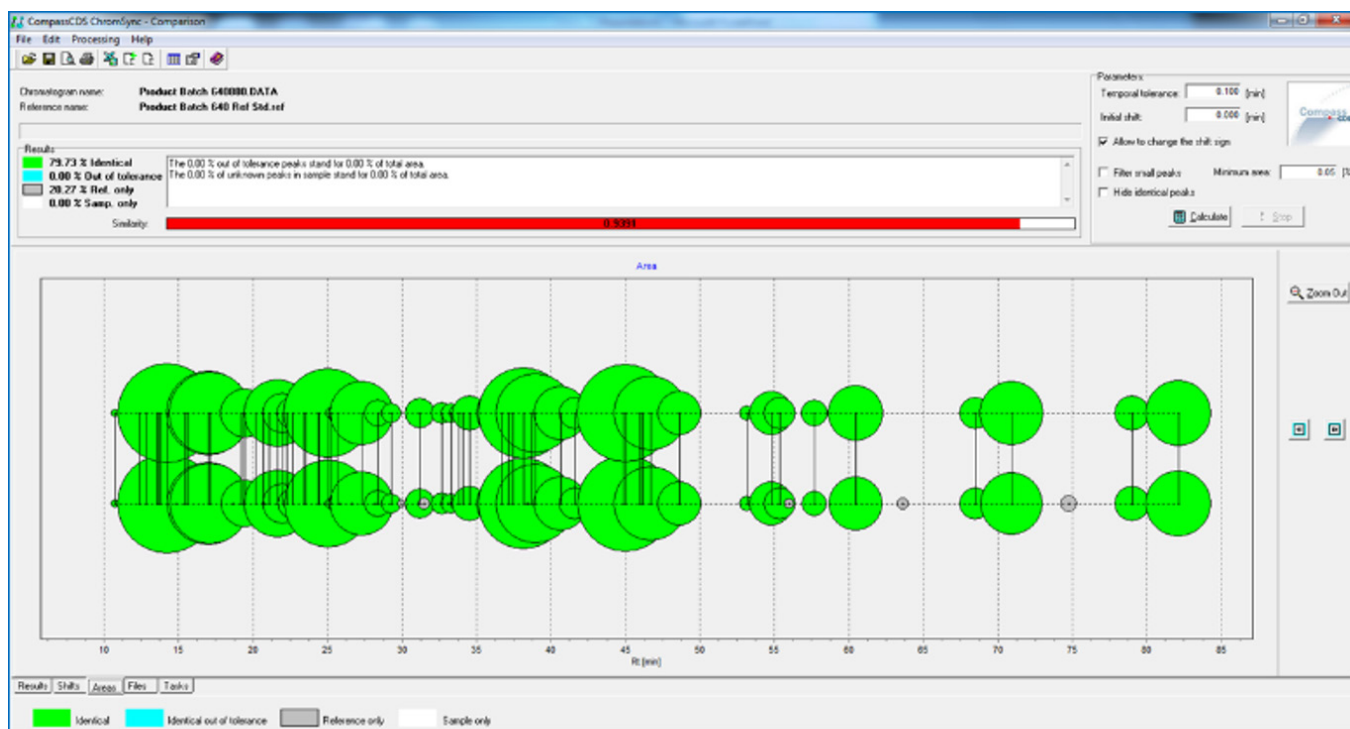 CompassCDS ChromSync - Comparison
File Edit Processing Help
Chromatogram name: Product Batch 640000.DATA
Reference name: Product Batch 640 Ref Std.ref
Parameters
Temporal tolerance: 0.100 [min]
Initial shift: 0.000 [min]
Allow to change the shift sign
Filter small peaks Minimum area: 0.05 [%
Hide identical peaks
Calculate Stop
Compass
CDS
Results
79.73 % Identical
0.00 % Out of tolerance
20.27 % Ref. only
0.00 % Samp. only
The 0.00 % out of tolerance peaks stand for 0.00 % of total area.
The 0.00 % of unknown peaks in sample stand for 0.00 % of total area.
Similarity: 0.9391
Area
Zoom Out
10 15 20 25 30 35 40 45 50 55 60 65 70 75 80 85
Rt [min]
Results Shifts Areas Files Tasks
Identical Identical out of tolerance Reference only Sample only